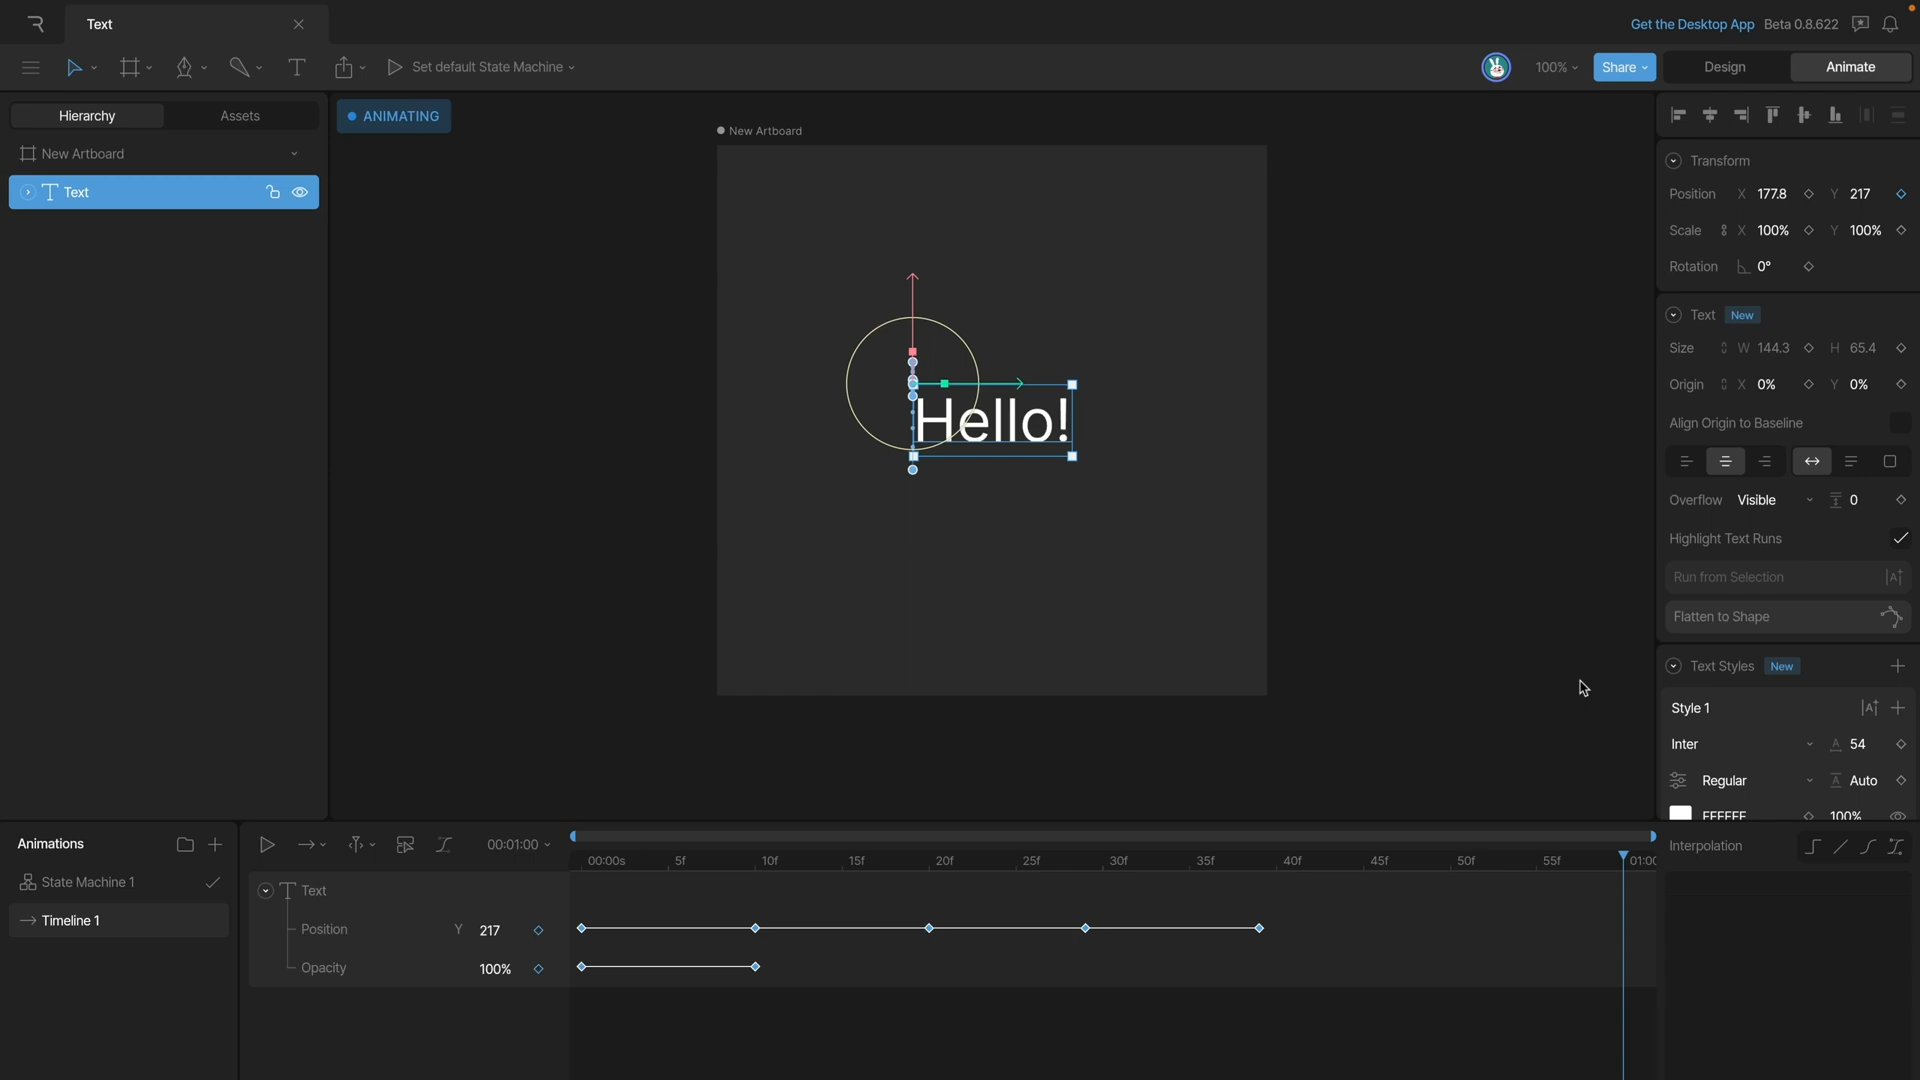 Text
Get the Desktop App Beta 0.8.622
Set default State Machine
100% Share Design Animate
Hierarchy Assets
ANIMATING
New Artboard
New Artboard
Text
Transform
Position X 177.8 Y 217
Scale X 100% Y 100%
Rotation 0°
Text New
Size W 144.3 H 65.4
Origin X 0% Y 0%
Hello!
Align Origin to Baseline
Overflow Visible 0
Highlight Text Runs
Run from Selection |A|
Flatten to Shape
Text Styles New
Style 1 |A|
Inter A 54
Regular A Auto
FFFFFF 100%
Animations 00:01:00 Interpolation
00:00s 5f 10f 15f 20f 25f 30f 35f 40f 45f 50f 55f 01:00
State Machine 1
Text
Timeline 1
Position Y 217
Opacity 100%